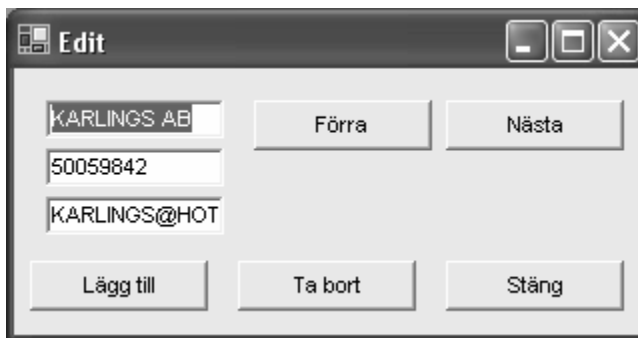 Edit
KARLINGS AB
Förra
Nästa
50059842
KARLINGS@HOT
Lägg till
Ta bort
Stäng